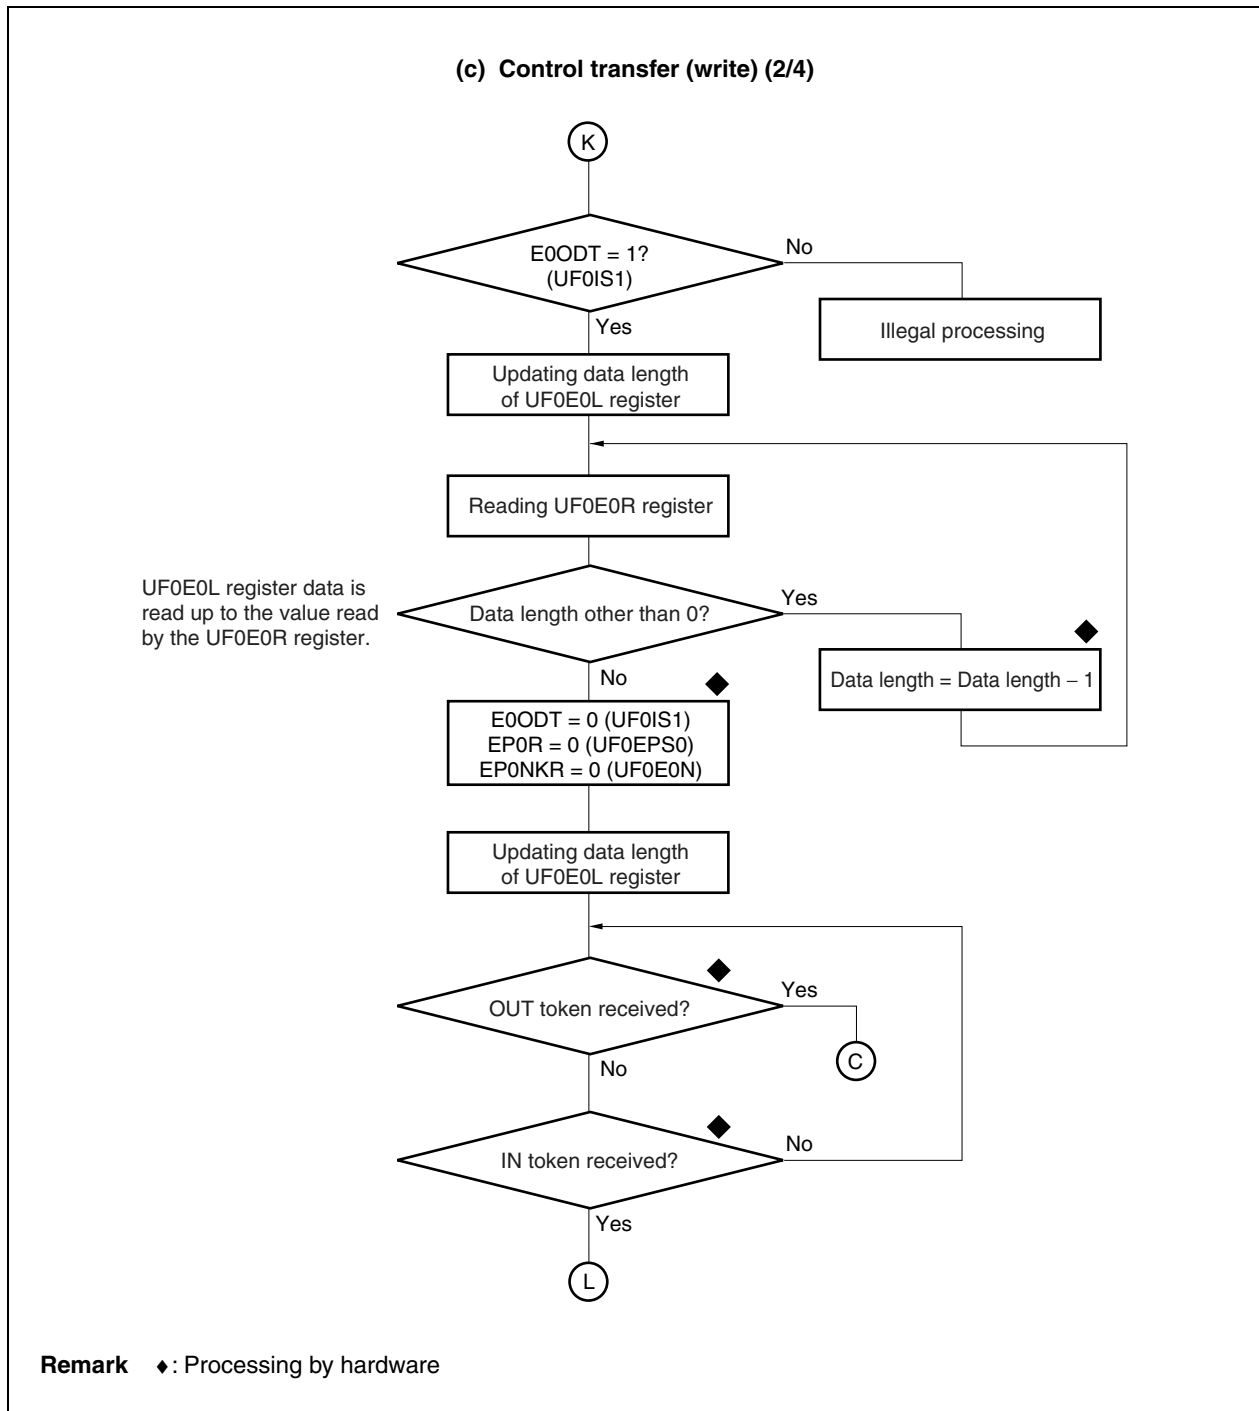 (c) Control transfer (write) (2/4)
K
E0ODT = 1?
(UF0IS1)
No
Illegal processing
Yes
Updating data length
of UF0E0L register
Reading UF0E0R register
UF0E0L register data is
read up to the value read
by the UF0E0R register.
Data length other than 0?
Yes
Data length = Data length – 1
No
E0ODT = 0 (UF0IS1)
EP0R = 0 (UF0EPS0)
EP0NKR = 0 (UF0E0N)
Updating data length
of UF0E0L register
OUT token received?
Yes
C
No
IN token received?
No
Yes
L
Remark ♦: Processing by hardware